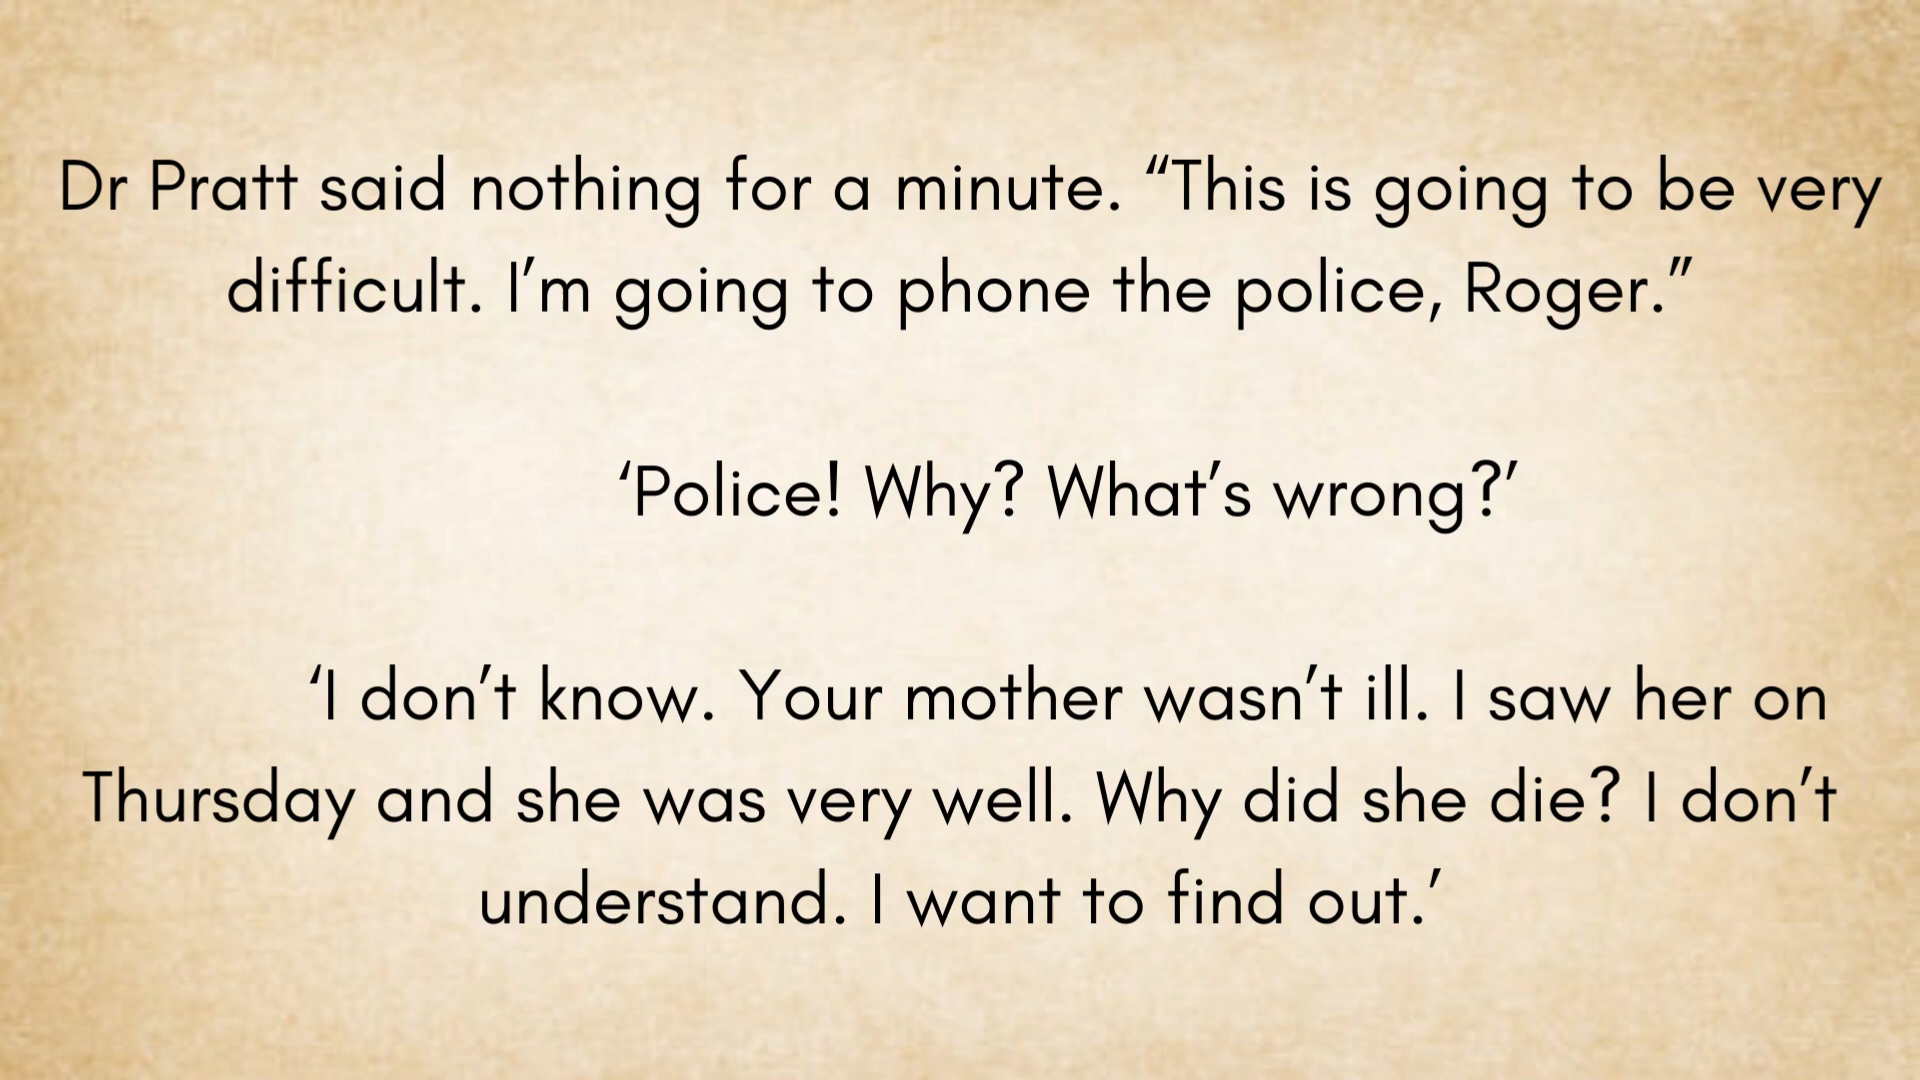 Dr Pratt said nothing for a minute. “This is going to be very
difficult. I’m going to phone the police, Roger.”
‘Police! Why? What’s wrong?’
‘I don’t know. Your mother wasn’t ill. I saw her on
Thursday and she was very well. Why did she die? I don’t
understand. I want to find out.’